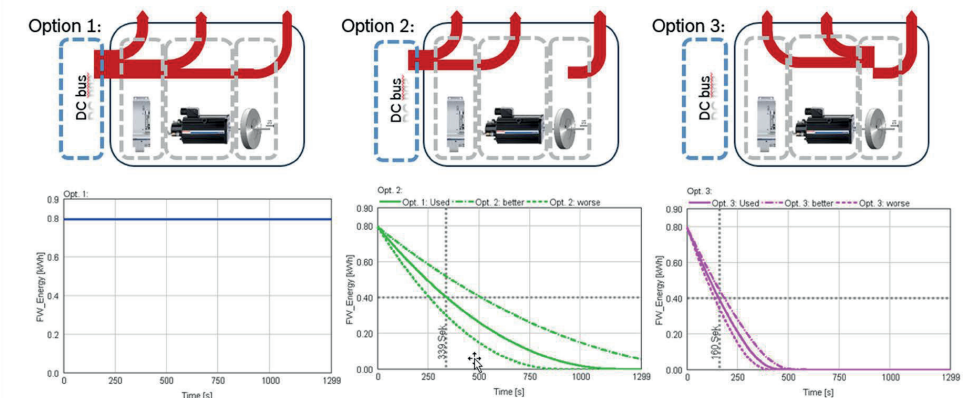 Option 1:
DC bus
Option 2:
DC bus
Option 3:
DC bus
Opt. 1:
FW_Energy [kWh]
0.9
0.8
0.6
0.4
0.2
0.0
0
250
500
750
1000
1299
Time [s]
Opt. 2:
Opt. 1: Used
Opt. 2: better
Opt. 2: worse
FW_Energy [kWh]
0.90
0.80
0.60
0.40
0.20
0.00
339 Sek
0
250
500
750
1000
1299
Time [s]
Opt. 3:
Opt. 3: Used
Opt. 3: better
Opt. 3: worse
FW_Energy [kWh]
0.90
0.80
0.60
0.40
0.20
0.00
160 Sek
0
250
500
750
1000
1299
Time [s]